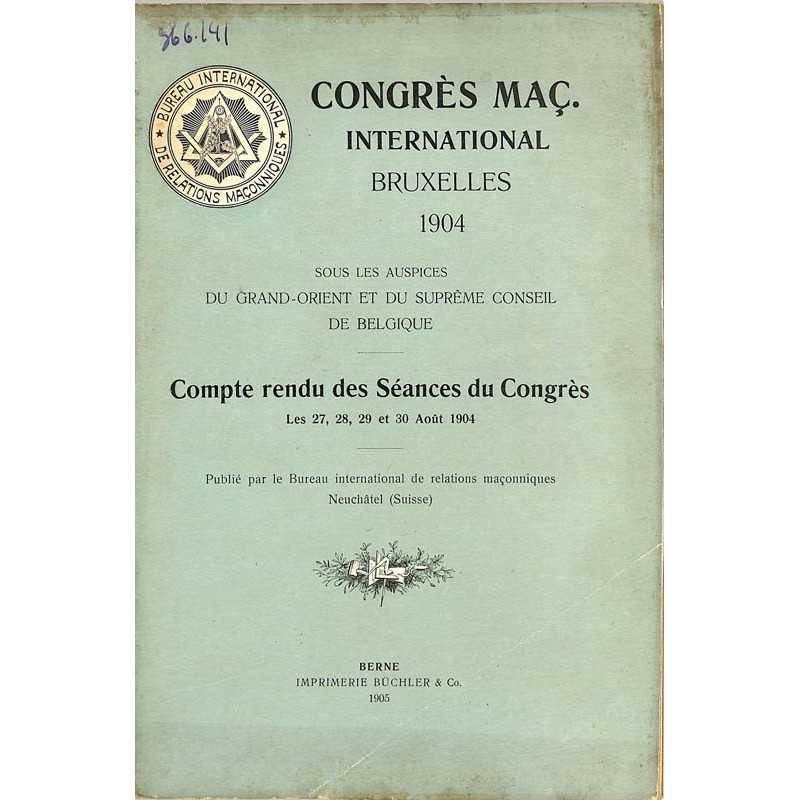 566.141
BUREAU INTERNATIONAL
DE RELATIONS MAÇONNIQUES
CONGRÈS MAÇ.
INTERNATIONAL
BRUXELLES
1904
SOUS LES AUSPICES
DU GRAND-ORIENT ET DU SUPRÊME CONSEIL
DE BELGIQUE
Compte rendu des Séances du Congrès
Les 27, 28, 29 et 30 Août 1904
Publié par le Bureau international de relations maçonniques
Neuchâtel (Suisse)
BERNE
IMPRIMERIE BÜCHLER & Co.
1905